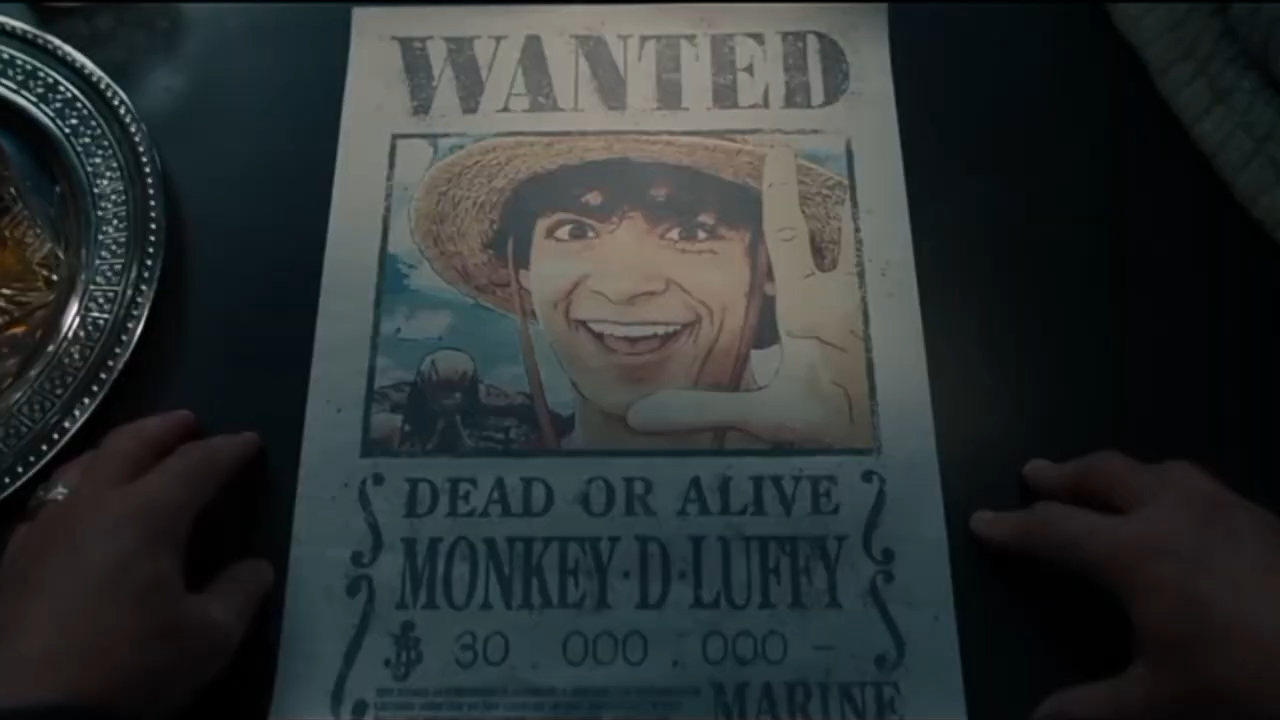 WANTED
DEAD OR ALIVE
MONKEY·D·LUFFY
30 000 000 -
MARINE